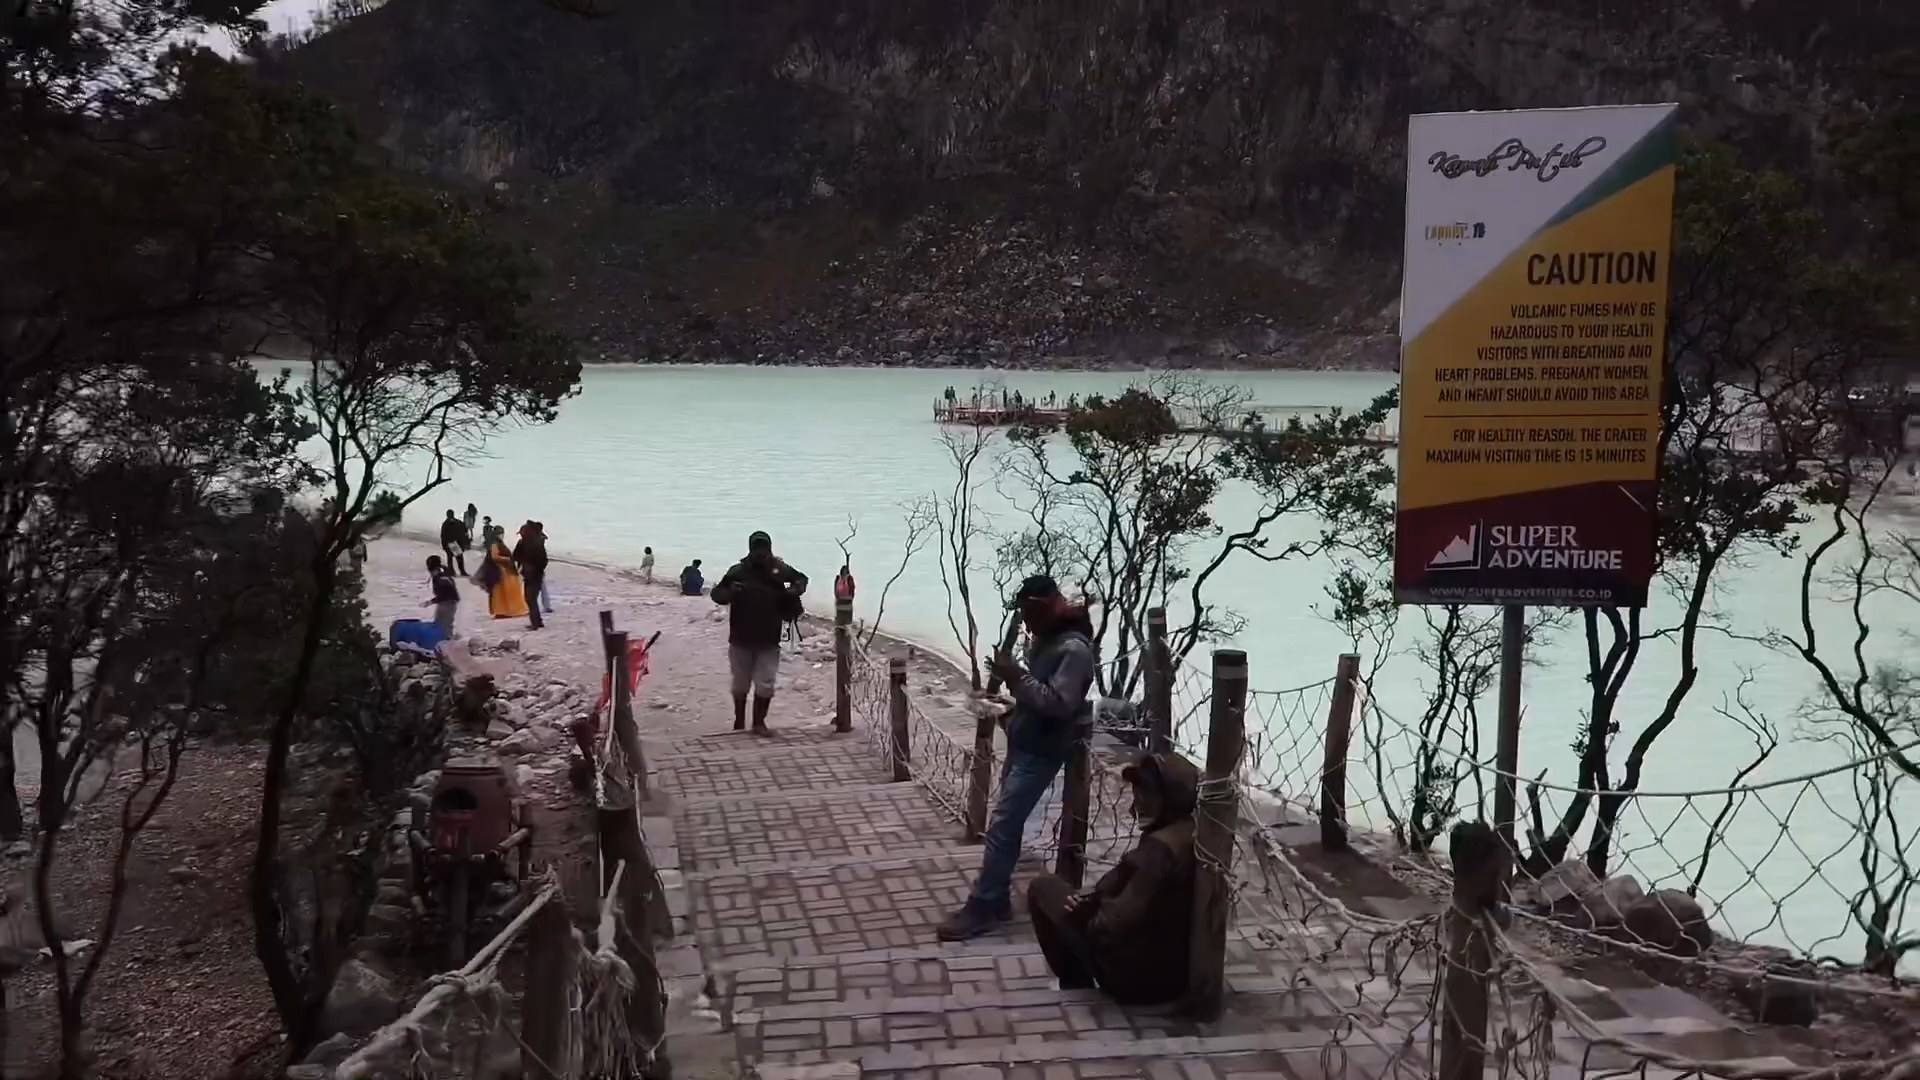 Kawah Putih
CAUTION
VOLCANIC FUMES MAY BE
HAZARDOUS TO YOUR HEALTH
VISITORS WITH BREATHING AND
HEART PROBLEMS, PREGNANT WOMEN,
AND INFANT SHOULD AVOID THIS AREA
FOR HEALTHY REASON, THE CRATER
MAXIMUM VISITING TIME IS 15 MINUTES
SUPER
ADVENTURE
WWW.SUPERADVENTURE.CO.ID